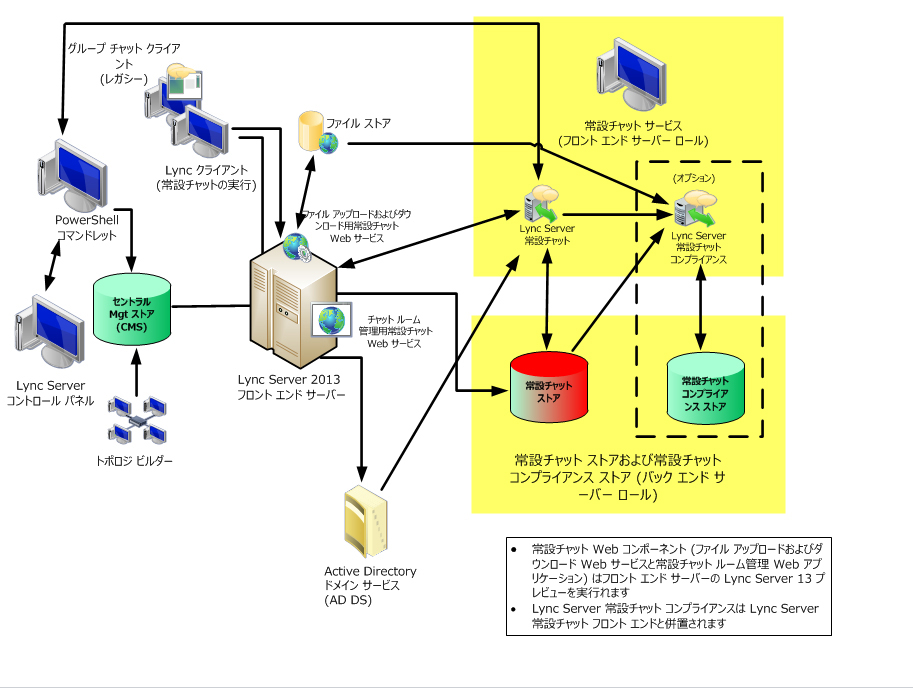 グループ チャット クライア
ント
(レガシー)
常設チャット サービス
(フロント エンド サーバー ロール)
ファイル ストア
Lync クライアント
(常設チャットの実行)
(オプション)
PowerShell
コマンドレット
ファイル アップロードおよびダウ
ンロード用常設チャット
Web サービス
Lync Server
常設チャット
Lync Server
常設チャット
コンプライアンス
セントラル
Mgt ストア
(CMS)
チャット ルーム
管理用常設チャット
Web サービス
Lync Server
コントロール パネル
Lync Server 2013
フロント エンド サーバー
常設チャット
ストア
常設チャット
コンプライア
ンス ストア
トポロジ ビルダー
常設チャット ストアおよび常設チャット
コンプライアンス ストア (バック エンド サ
ーバー ロール)
Active Directory
ドメイン サービス
(AD DS)
• 常設チャット Web コンポーネント (ファイル アップロードおよびダ
ウンロード Web サービスと常設チャット ルーム管理 Web アプ
リケーション) はフロント エンド サーバーの Lync Server 13 プ
レビューを実行されます
• Lync Server 常設チャット コンプライアンスは Lync Server
常設チャット フロント エンドと併置されます